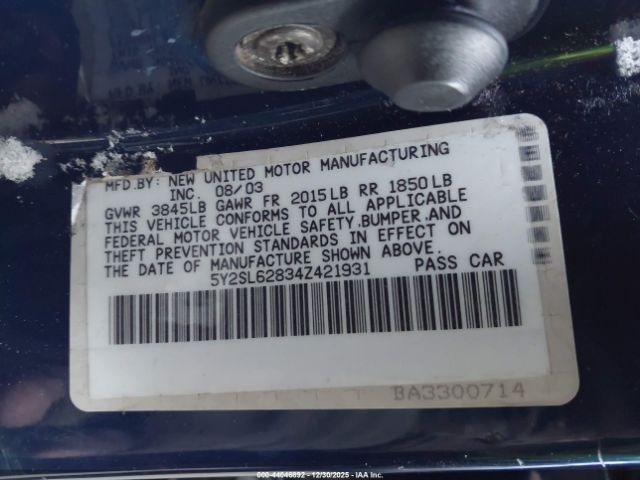 MFD.BY: NEW UNITED MOTOR MANUFACTURING
INC. 08/03
GVWR 3845LB GAWR FR 2015LB RR 1850LB
THIS VEHICLE CONFORMS TO ALL APPLICABLE
FEDERAL MOTOR VEHICLE SAFETY,BUMPER,AND
THEFT PREVENTION STANDARDS IN EFFECT ON
THE DATE OF MANUFACTURE SHOWN ABOVE.
5Y2SL62834Z421931 PASS CAR
BA3300714
000-44046892 - 12/30/2025 - IAA Inc.